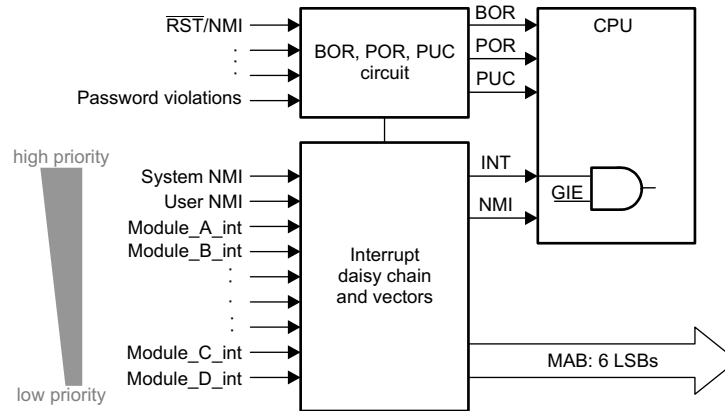 RST/NMI
Password violations
BOR, POR, PUC
circuit
BOR
POR
PUC
CPU
high priority
low priority
System NMI
User NMI
Module_A_int
Module_B_int
Module_C_int
Module_D_int
Interrupt
daisy chain
and vectors
INT
NMI
GIE
MAB: 6 LSBs